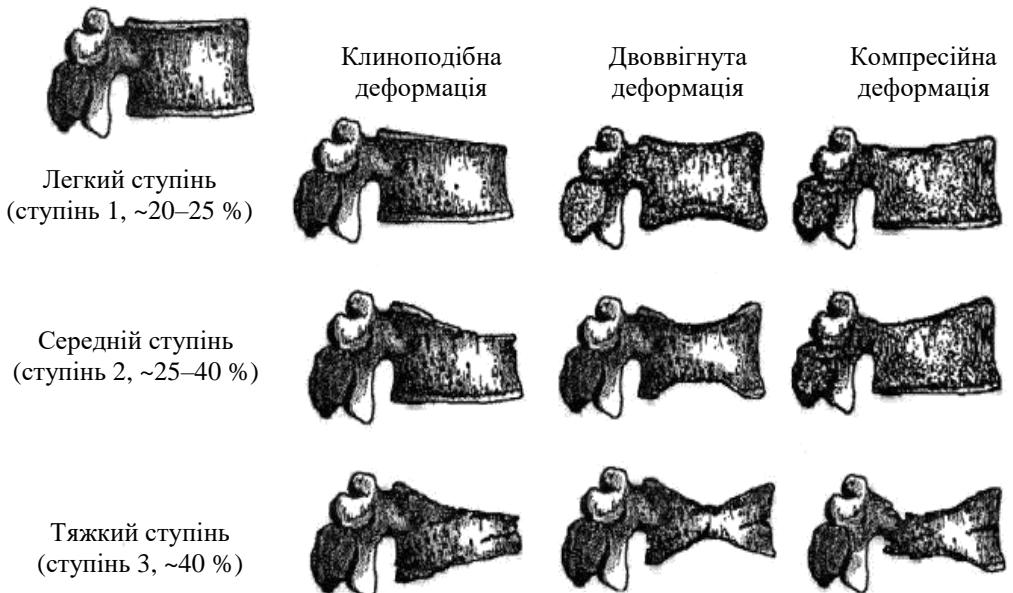 Клиноподібна
деформація
Двоввігнута
деформація
Компресійна
деформація
Легкий ступінь
(ступінь 1, ~20–25 %)
Середній ступінь
(ступінь 2, ~25–40 %)
Тяжкий ступінь
(ступінь 3, ~40 %)